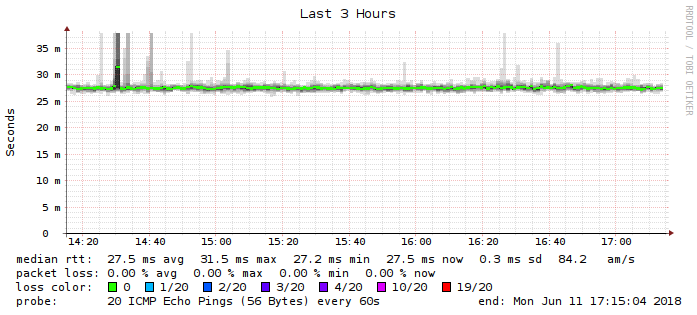 Last 3 Hours
RRDTOOL / TOBI OETIKER
Seconds
35 m
30 m
25 m
20 m
15 m
10 m
5 m
0
14:20 14:40 15:00 15:20 15:40 16:00 16:20 16:40 17:00
median rtt: 27.5 ms avg 31.5 ms max 27.2 ms min 27.5 ms now 0.3 ms sd 84.2 am/s
packet loss: 0.00 % avg 0.00 % max 0.00 % min 0.00 % now
loss color: 0 1/20 2/20 3/20 4/20 10/20 19/20
probe: 20 ICMP Echo Pings (56 Bytes) every 60s end: Mon Jun 11 17:15:04 2018